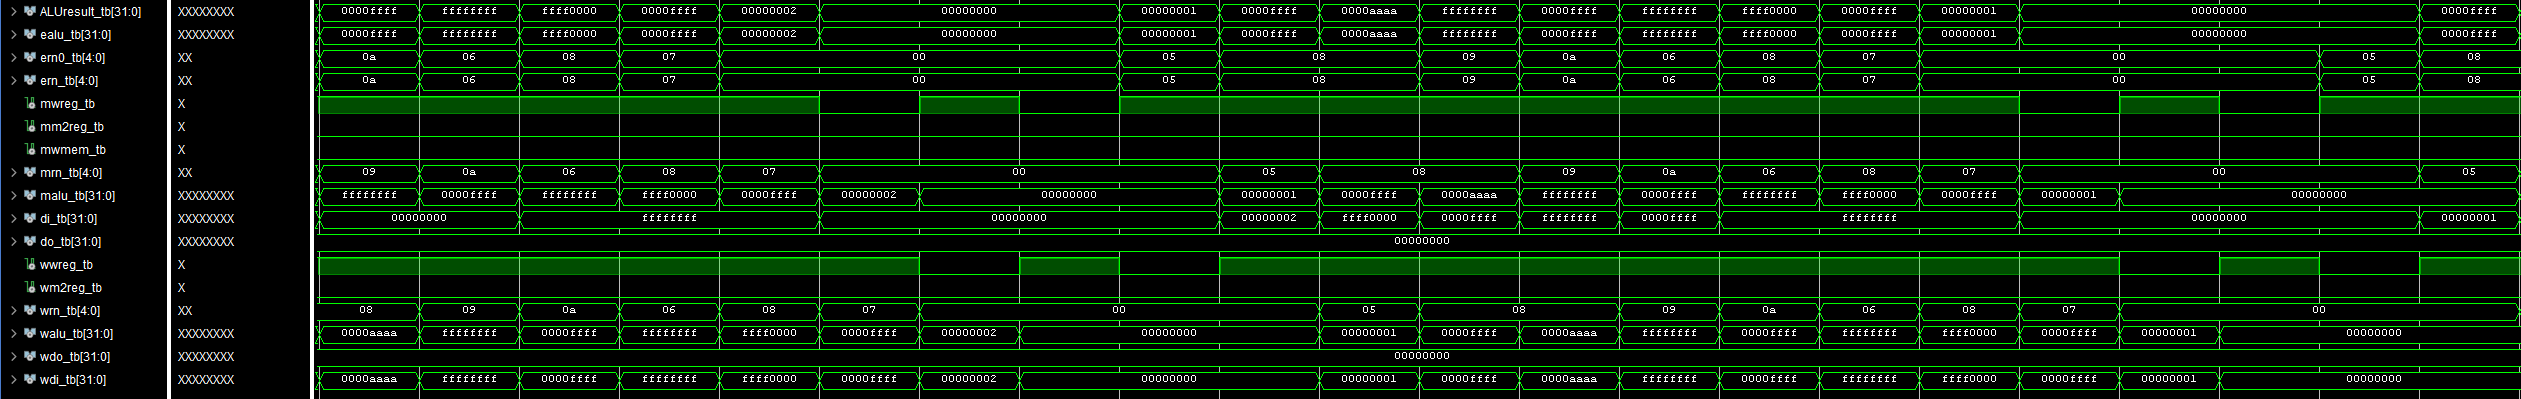 ALUresult_tb[31:0] XXXXXXXX 0000ffff ffffffff ffff0000 0000ffff 00000002 00000000 00000001 0000ffff 0000aaaa ffffffff 0000ffff ffffffff ffff0000 0000ffff 00000001 00000000 0000ffff
ealu_tb[31:0] XXXXXXXX 0000ffff ffffffff ffff0000 0000ffff 00000002 00000000 00000001 0000ffff 0000aaaa ffffffff 0000ffff ffffffff ffff0000 0000ffff 00000001 00000000 0000ffff
ern0_tb[4:0] XX 0a 06 08 07 00 05 08 09 0a 06 08 07 00 05 08
ern_tb[4:0] XX 0a 06 08 07 00 05 08 09 0a 06 08 07 00 05 08
mwreg_tb X
mm2reg_tb X
mwmem_tb X
mrn_tb[4:0] XX 09 0a 06 08 07 00 05 08 09 0a 06 08 07 00 05
malu_tb[31:0] XXXXXXXX ffffffff 0000ffff ffffffff ffff0000 0000ffff 00000002 00000000 00000001 0000ffff 0000aaaa ffffffff 0000ffff ffffffff ffff0000 0000ffff 00000001 00000000
di_tb[31:0] XXXXXXXX 00000000 ffffffff 00000000 00000002 ffff0000 0000ffff ffffffff 0000ffff ffffffff 00000000 00000001
do_tb[31:0] XXXXXXXX 00000000
wwreg_tb X
wm2reg_tb X
wrn_tb[4:0] XX 08 09 0a 06 08 07 00 05 08 09 0a 06 08 07 00
walu_tb[31:0] XXXXXXXX 0000aaaa ffffffff 0000ffff ffffffff ffff0000 0000ffff 00000002 00000000 00000001 0000ffff 0000aaaa ffffffff 0000ffff ffffffff ffff0000 0000ffff 00000001 00000000
wdo_tb[31:0] XXXXXXXX 00000000
wdi_tb[31:0] XXXXXXXX 0000aaaa ffffffff 0000ffff ffffffff ffff0000 0000ffff 00000002 00000000 00000001 0000ffff 0000aaaa ffffffff 0000ffff ffffffff ffff0000 0000ffff 00000001 00000000